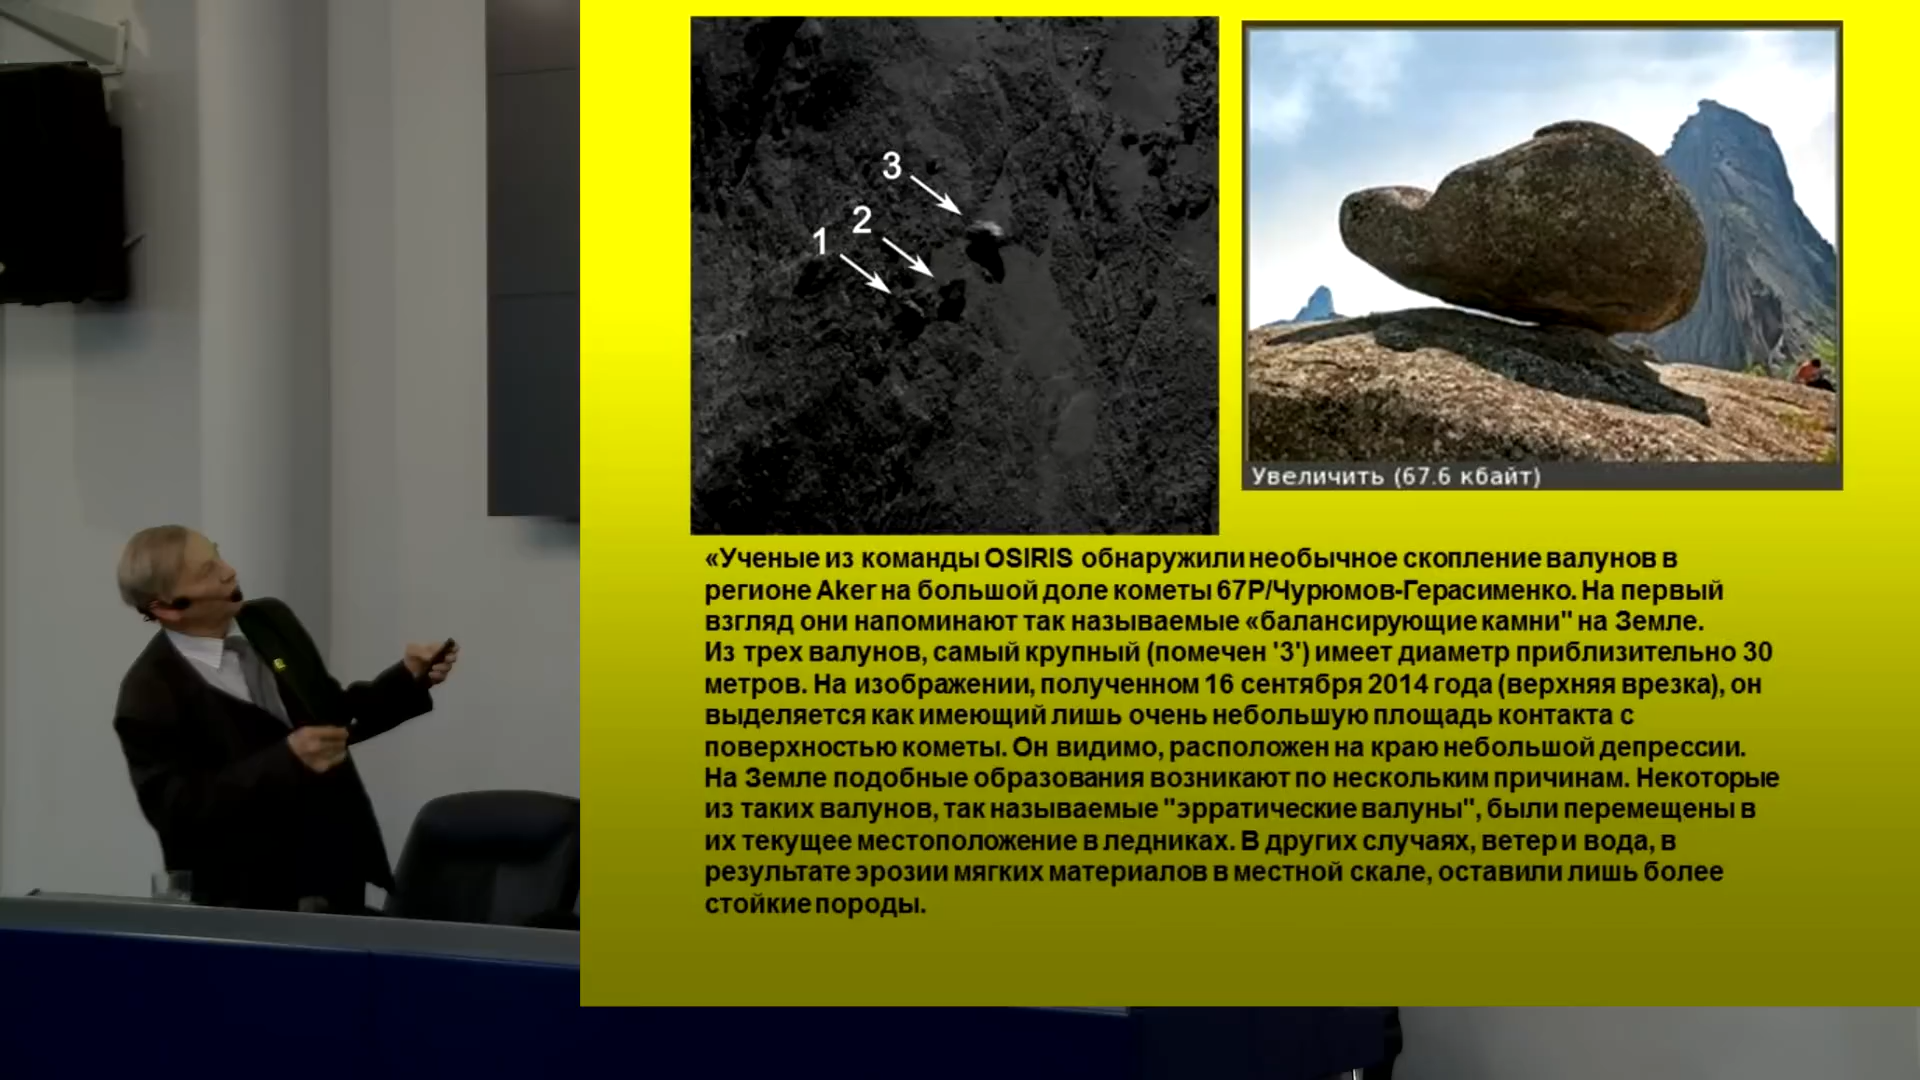 3
2
1
Увеличить (67.6 кбайт)
«Ученые из команды OSIRIS обнаружили необычное скопление валунов в
регионе Aker на большой доле кометы 67P/Чурюмов-Герасименко. На первый
взгляд они напоминают так называемые «балансирующие камни" на Земле.
Из трех валунов, самый крупный (помечен '3') имеет диаметр приблизительно 30
метров. На изображении, полученном 16 сентября 2014 года (верхняя врезка), он
выделяется как имеющий лишь очень небольшую площадь контакта с
поверхностью кометы. Он видимо, расположен на краю небольшой депрессии.
На Земле подобные образования возникают по нескольким причинам. Некоторые
из таких валунов, так называемые "эрратические валуны", были перемещены в
их текущее местоположение в ледниках. В других случаях, ветер и вода, в
результате эрозии мягких материалов в местной скале, оставили лишь более
стойкие породы.